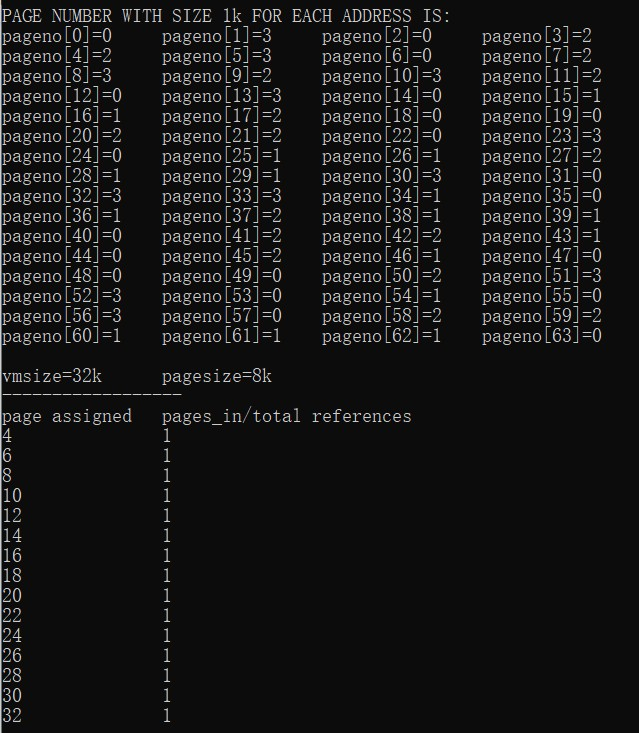 PAGE NUMBER WITH SIZE 1k FOR EACH ADDRESS IS:
pageno[0]=0 pageno[1]=3 pageno[2]=0 pageno[3]=2
pageno[4]=2 pageno[5]=3 pageno[6]=0 pageno[7]=2
pageno[8]=3 pageno[9]=2 pageno[10]=3 pageno[11]=2
pageno[12]=0 pageno[13]=3 pageno[14]=0 pageno[15]=1
pageno[16]=1 pageno[17]=2 pageno[18]=0 pageno[19]=0
pageno[20]=2 pageno[21]=2 pageno[22]=0 pageno[23]=3
pageno[24]=0 pageno[25]=1 pageno[26]=1 pageno[27]=2
pageno[28]=1 pageno[29]=1 pageno[30]=3 pageno[31]=0
pageno[32]=3 pageno[33]=3 pageno[34]=1 pageno[35]=0
pageno[36]=1 pageno[37]=2 pageno[38]=1 pageno[39]=1
pageno[40]=0 pageno[41]=2 pageno[42]=2 pageno[43]=1
pageno[44]=0 pageno[45]=2 pageno[46]=1 pageno[47]=0
pageno[48]=0 pageno[49]=0 pageno[50]=2 pageno[51]=3
pageno[52]=3 pageno[53]=0 pageno[54]=1 pageno[55]=0
pageno[56]=3 pageno[57]=0 pageno[58]=2 pageno[59]=2
pageno[60]=1 pageno[61]=1 pageno[62]=1 pageno[63]=0
vmsize=32k pagesize=8k
------------------
page assigned pages_in/total references
4 1
6 1
8 1
10 1
12 1
14 1
16 1
18 1
20 1
22 1
24 1
26 1
28 1
30 1
32 1